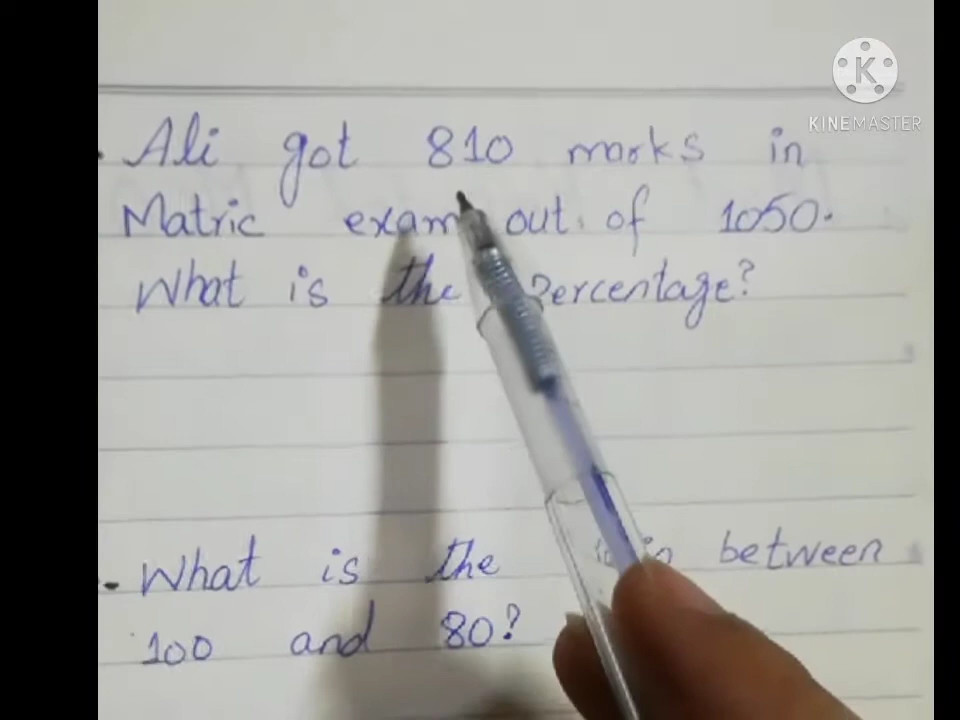 KINEMASTER
Ali got 810 marks in
Matric exam out of 1050.
What is the Percentage?
What is the between
100 and 80?